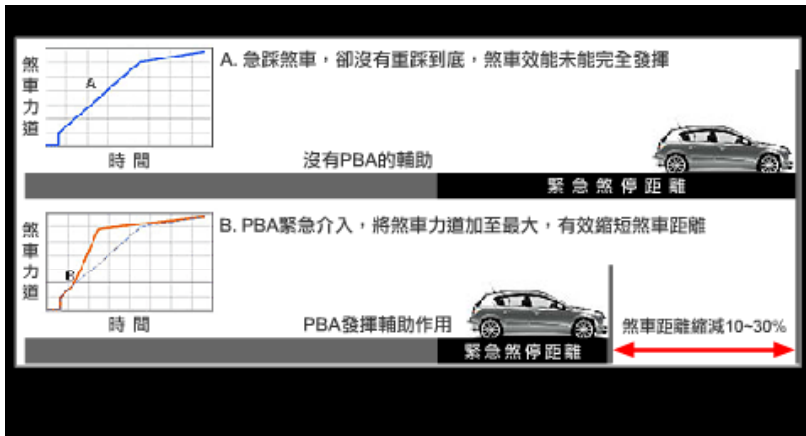 煞車力道
A
時間
A. 急踩煞車，卻沒有重踩到底，煞車效能未能完全發揮
沒有PBA的輔助
緊急煞停距離
煞車力道
B
時間
B. PBA緊急介入，將煞車力道加至最大，有效縮短煞車距離
PBA發揮輔助作用
緊急煞停距離
煞車距離縮減10~30%